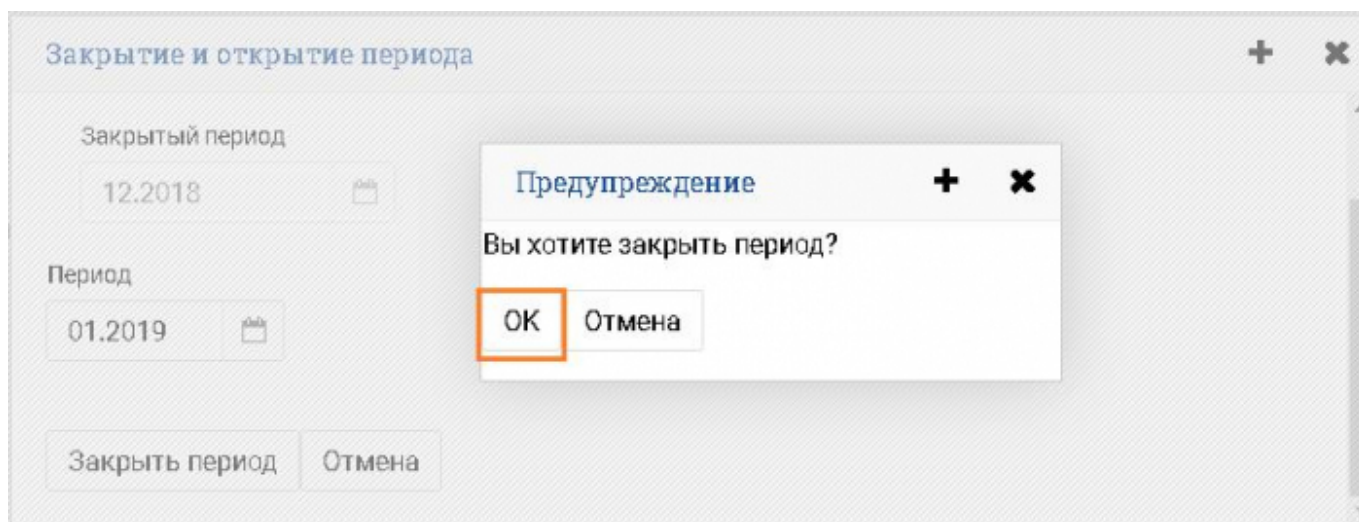 Закрытие и открытие периода
Закрытый период
12.2018
Предупреждение
Вы хотите закрыть период?
Период
01.2019
OK Отмена
Закрыть период Отмена